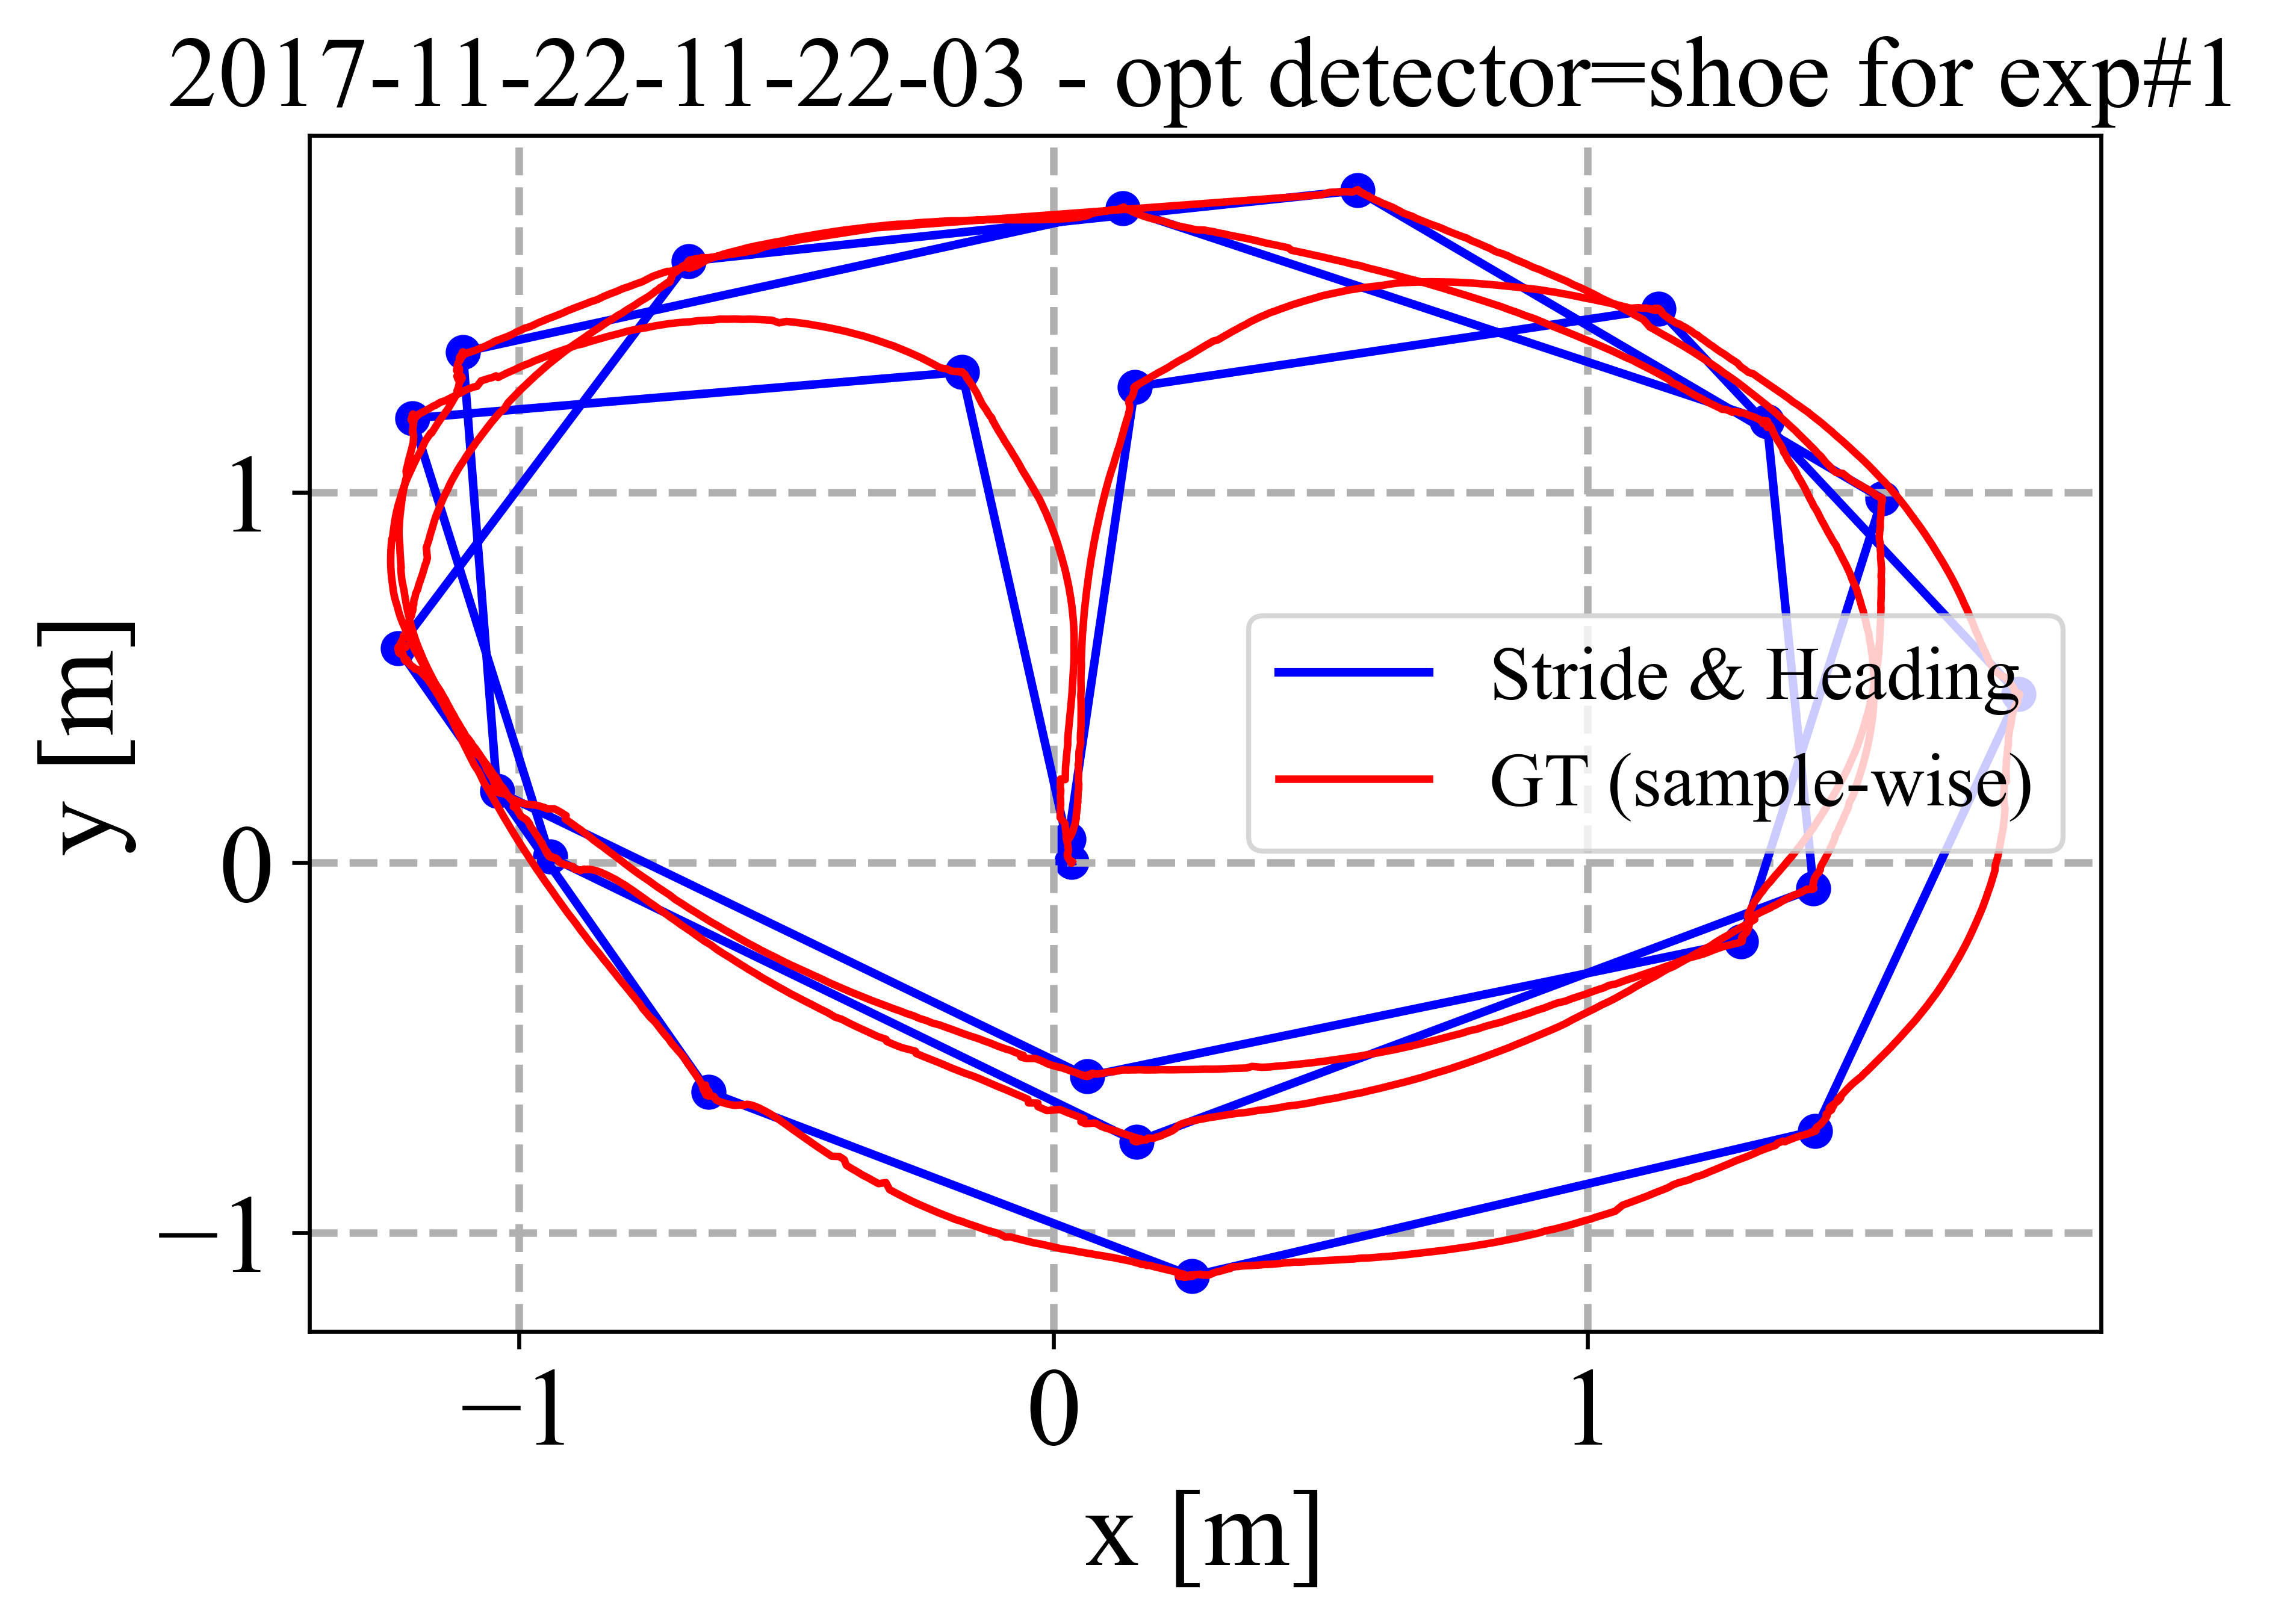 2017-11-22-11-22-03 - opt detector=shoe for exp#1
y [m]
1
0
−1
Stride & Heading
GT (sample-wise)
−1 0 1
x [m]